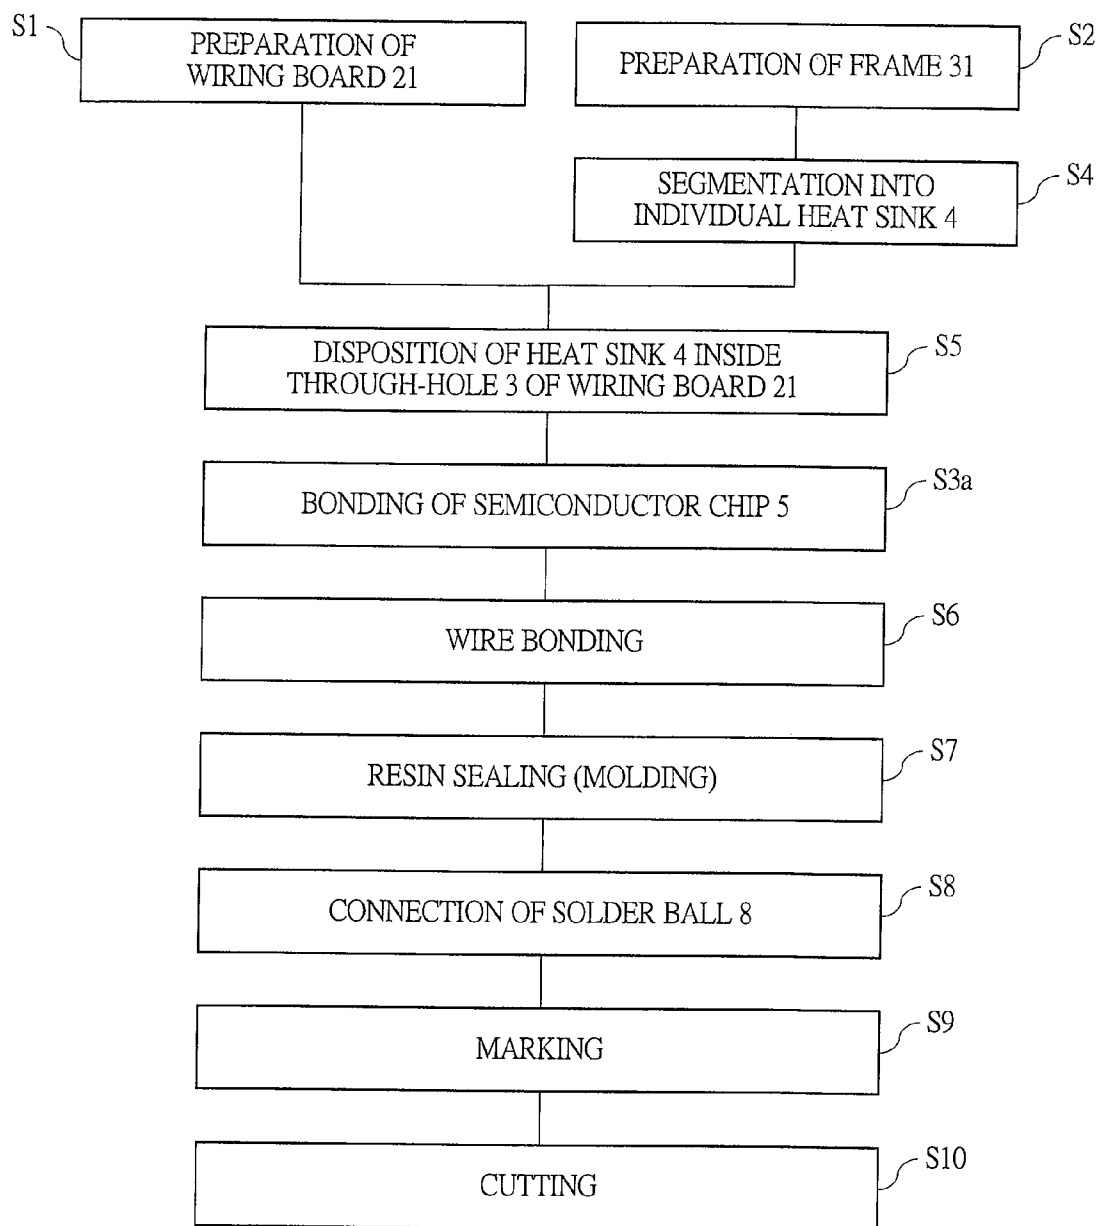 S1
PREPARATION OF
WIRING BOARD 21
PREPARATION OF FRAME 31
S2
SEGMENTATION INTO
INDIVIDUAL HEAT SINK 4
S4
DISPOSITION OF HEAT SINK 4 INSIDE
THROUGH-HOLE 3 OF WIRING BOARD 21
S5
BONDING OF SEMICONDUCTOR CHIP 5
S3a
WIRE BONDING
S6
RESIN SEALING (MOLDING)
S7
CONNECTION OF SOLDER BALL 8
S8
MARKING
S9
CUTTING
S10